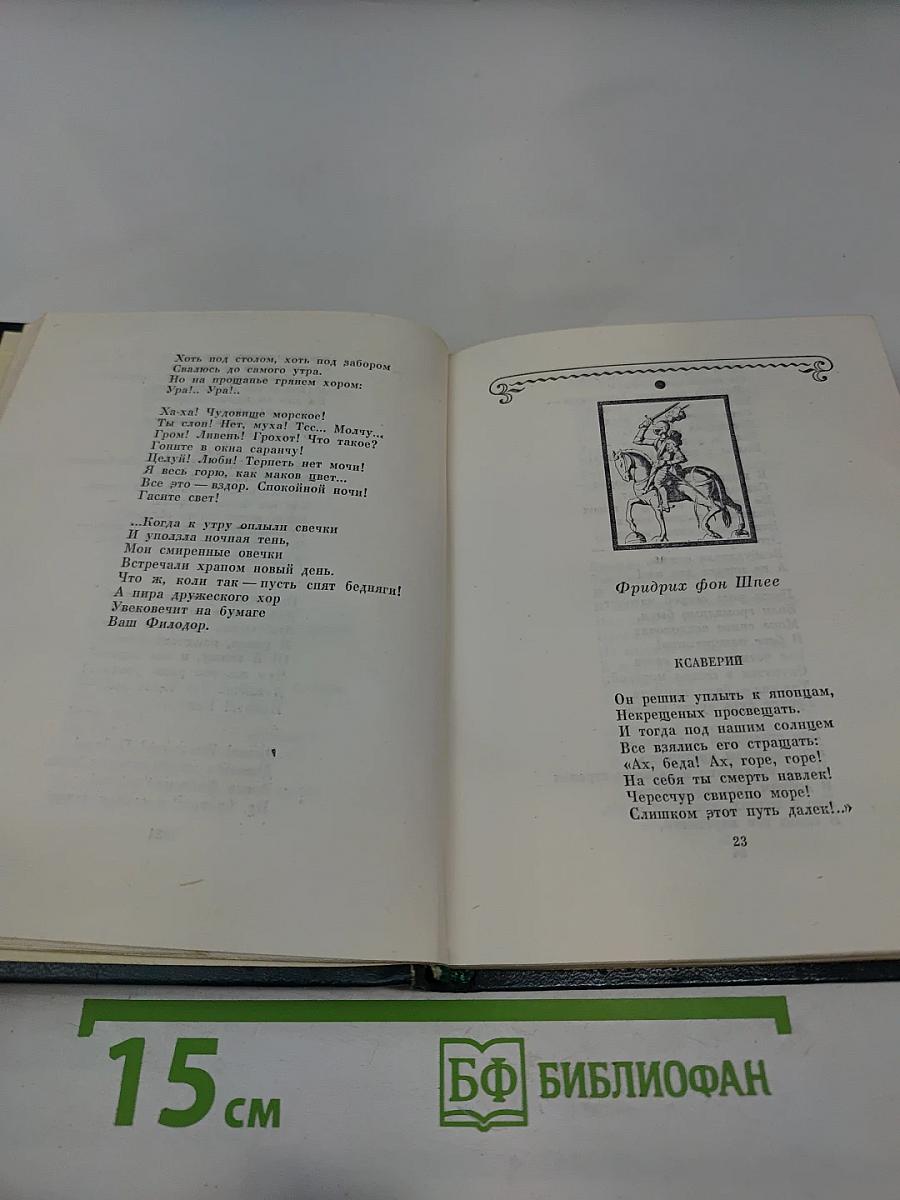 Хоть под столом, хоть под забором
Свалюсь до самого утра.
Но на прощанье грянем хором:
Ура!.. Ура!..
Ха-ха! Чудовище морское!
Ты слон! Нет, муха! Тсс... Молчу...
Гром! Ливень! Грохот! Что такое?
Гоните в окна саранчу!
Целуй! Люби! Терпеть нет мочи!
Я весь горю, как маков цвет...
Все это — вздор. Спокойной ночи!
Гасите свет!
...Когда к утру оплыли свечки
И уползла ночная тень,
Мои смиренные овечки
Встречали храпом новый день.
Что ж, коли так — пусть спят бедняги!
А пира дружеского хор
Увековечит на бумаге
Ваш Филодор.
Фридрих фон Шпее
КСАВЕРИЙ
Он решил уплыть к японцам,
Некрещеных просвещать.
И тогда под нашим солнцем
Все взялись его стращать:
«Ах, беда! Ах, горе, горе!
На себя ты смерть навлек!
Чересчур свирепо море!
Слишком этот путь далек!..»
23
15 см
БФ БИБЛИОФАН